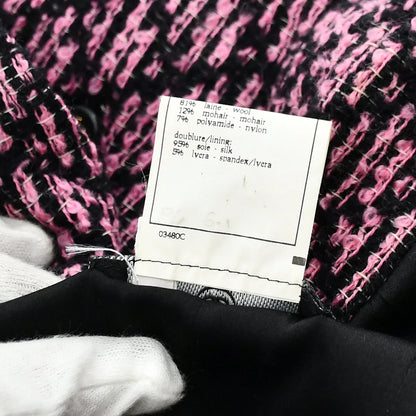 81% laine - wool
12% mohair - mohair
7% polyamide - nylon
doublure/lining:
95% soie - silk
5% lycra - spandex/lycra
03480C